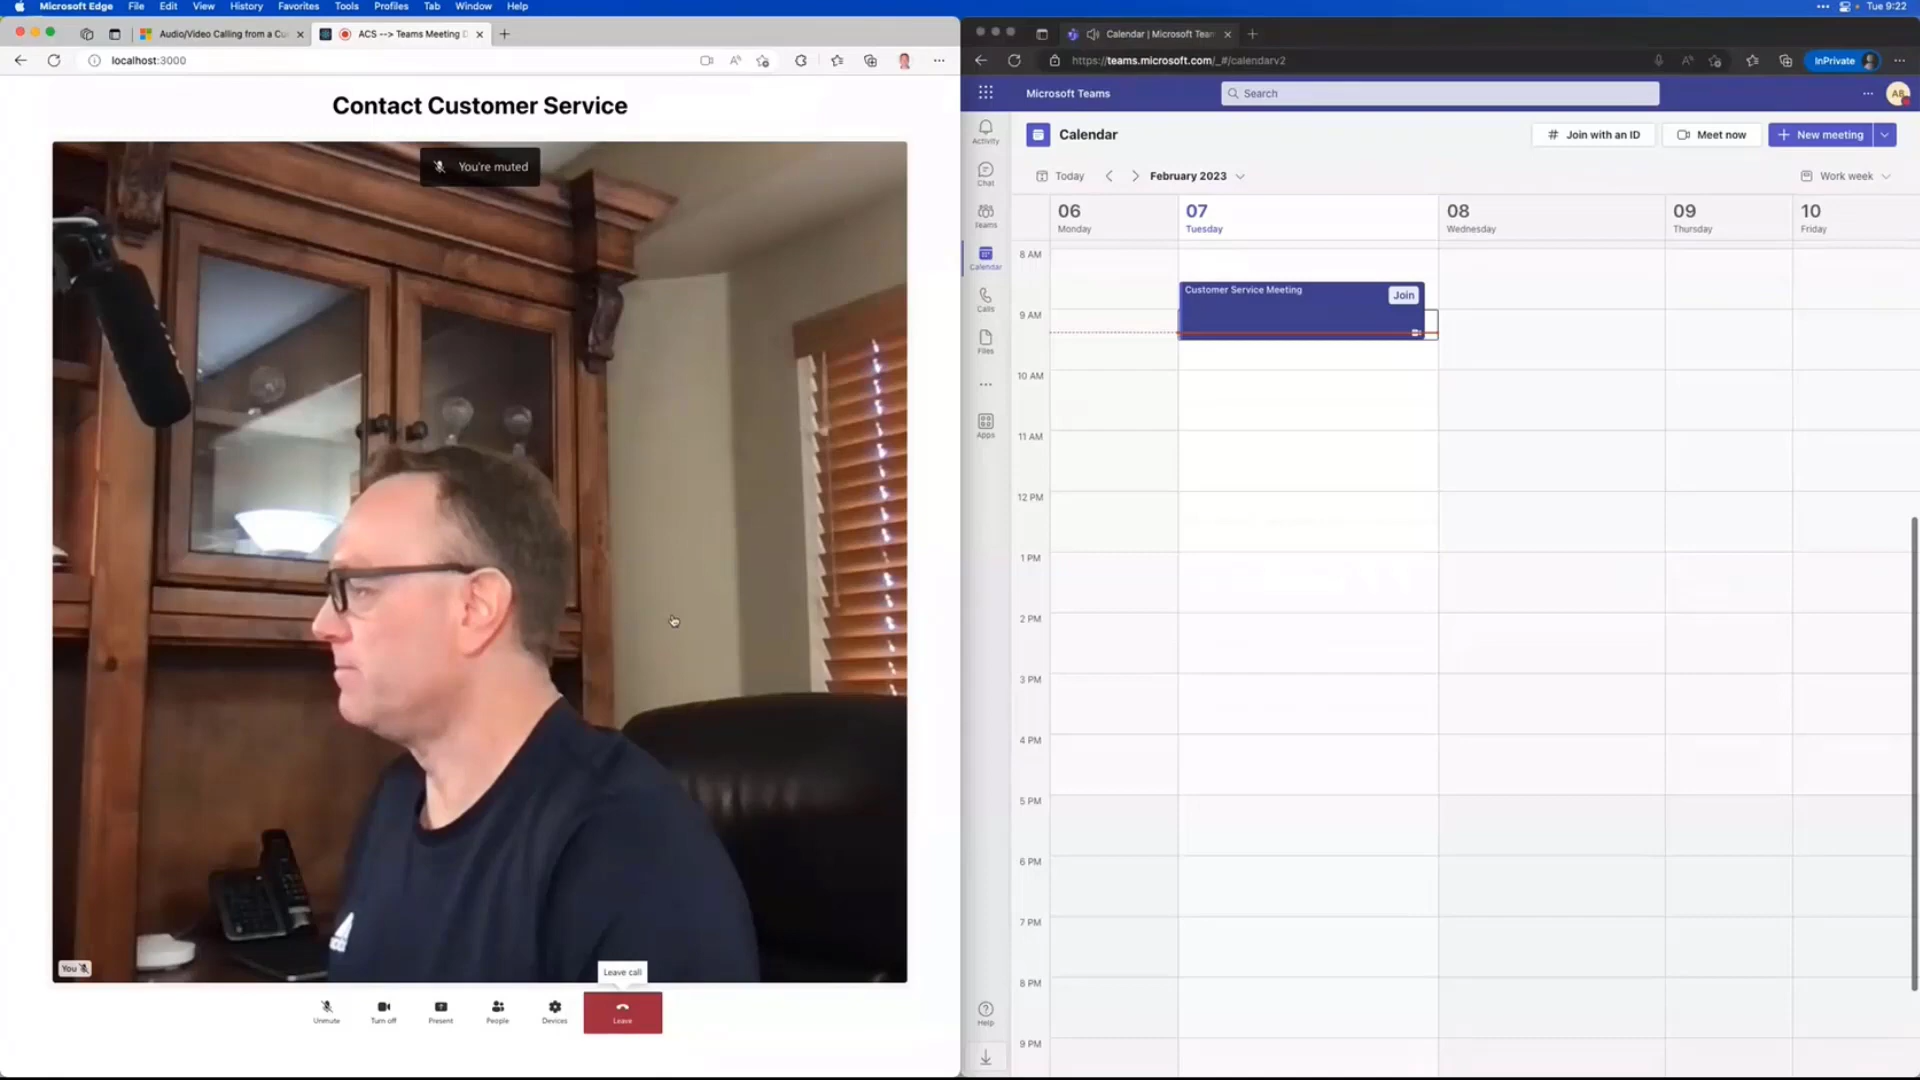 Microsoft Edge File Edit View History Favorites Tools Profiles Tab Window Help
Tue 9:22
Audio/Video Calling from a Cu
ACS --> Teams Meeting D
localhost:3000
Contact Customer Service
You're muted
You
Leave call
Unmute
Turn off
Present
People
Devices
Leave
Calendar | Microsoft Team
https://teams.microsoft.com/_#/calendarv2
InPrivate
Microsoft Teams
Search
AB
Activity
Chat
Teams
Calendar
Calls
Files
Apps
Help
Calendar
# Join with an ID
Meet now
New meeting
Today
February 2023
Work week
06
Monday
07
Tuesday
08
Wednesday
09
Thursday
10
Friday
8 AM
Customer Service Meeting
Join
9 AM
10 AM
11 AM
12 PM
1 PM
2 PM
3 PM
4 PM
5 PM
6 PM
7 PM
8 PM
9 PM